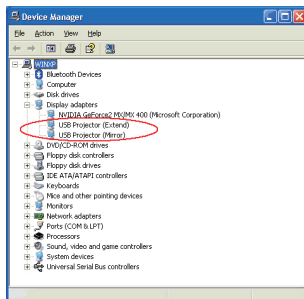 Device Manager
File Action View Help
WINXP
Bluetooth Devices
Computer
Disk drives
Display adapters
NVIDIA GeForce2 MX/MX 400 (Microsoft Corporation)
USB Projector (Extend)
USB Projector (Mirror)
DVD/CD-ROM drives
Floppy disk controllers
Floppy disk drives
IDE ATA/ATAPI controllers
Keyboards
Mice and other pointing devices
Monitors
Network adapters
Ports (COM & LPT)
Processors
Sound, video and game controllers
System devices
Universal Serial Bus controllers